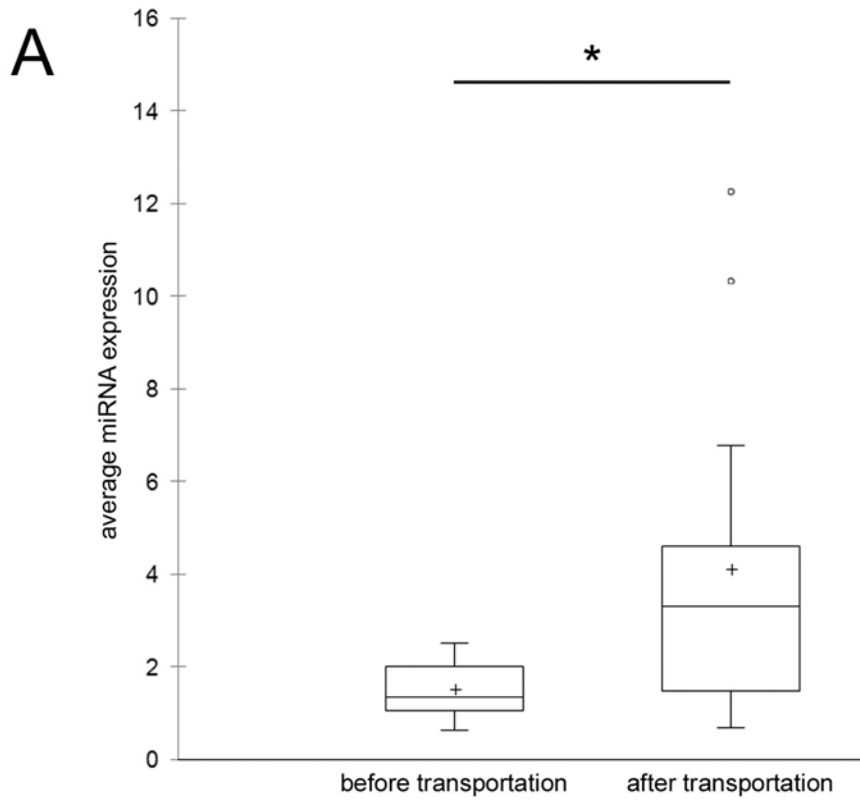 A
*
16
14
12
10
8
6
4
2
0
average miRNA expression
before transportation
after transportation